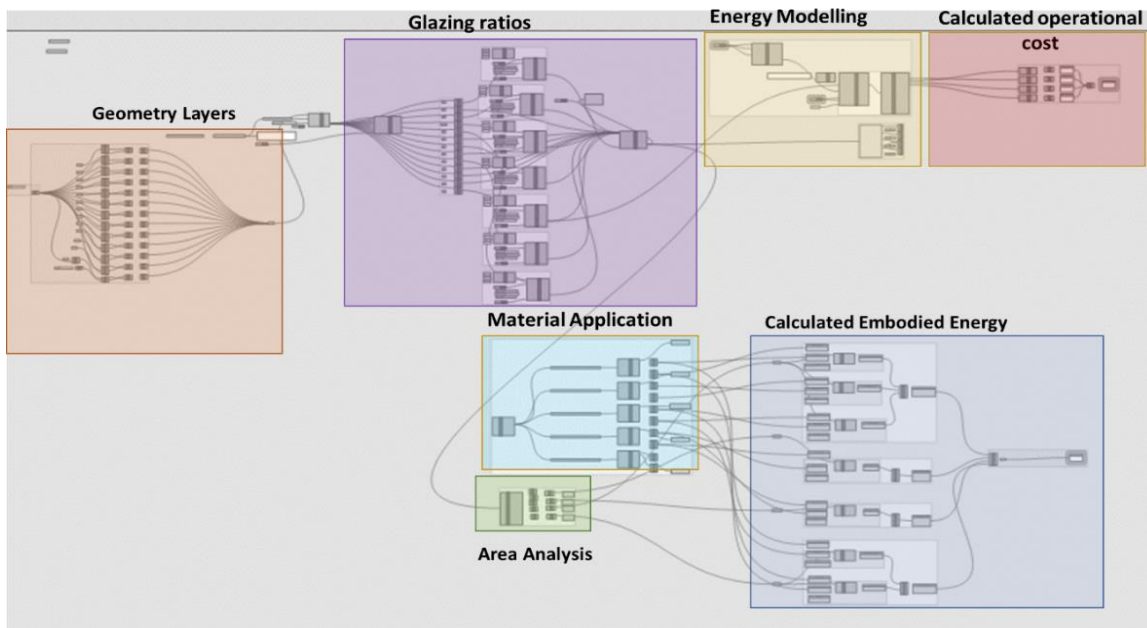 Glazing ratios
Energy Modelling
Calculated operational
cost
Geometry Layers
Material Application
Calculated Embodied Energy
Area Analysis